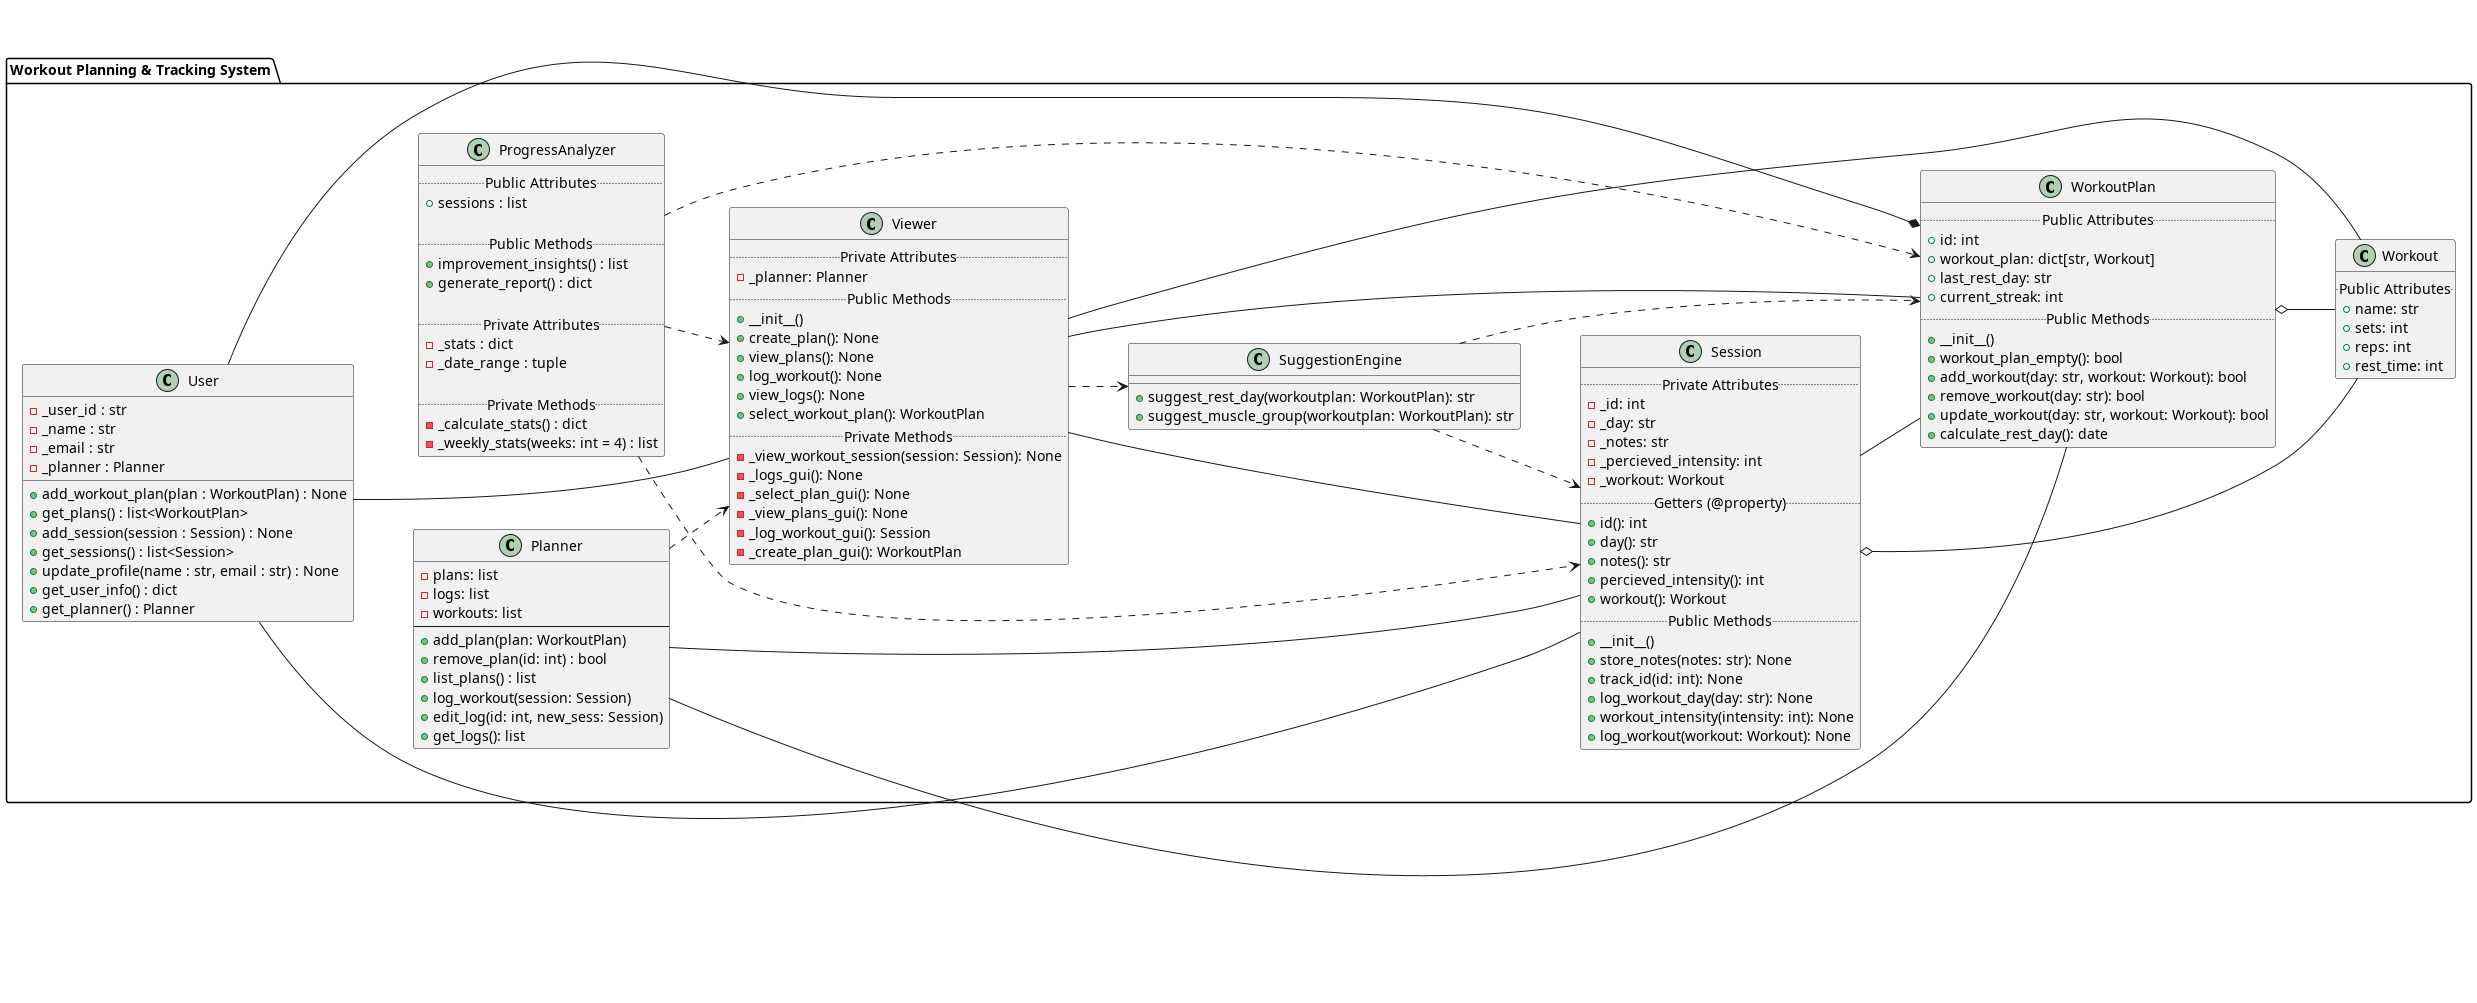 Workout Planning & Tracking System
C User
_user_id : str
_name : str
_email : str
_planner : Planner
add_workout_plan(plan : WorkoutPlan) : None
get_plans() : list<WorkoutPlan>
add_session(session : Session) : None
get_sessions() : list<Session>
update_profile(name : str, email : str) : None
get_user_info() : dict
get_planner() : Planner
C ProgressAnalyzer
Public Attributes
sessions : list
Public Methods
improvement_insights() : list
generate_report() : dict
Private Attributes
_stats : dict
_date_range : tuple
Private Methods
_calculate_stats() : dict
_weekly_stats(weeks: int = 4) : list
C Planner
plans: list
logs: list
workouts: list
add_plan(plan: WorkoutPlan)
remove_plan(id: int) : bool
list_plans() : list
log_workout(session: Session)
edit_log(id: int, new_sess: Session)
get_logs(): list
C Viewer
Private Attributes
_planner: Planner
Public Methods
__init__()
create_plan(): None
view_plans(): None
log_workout(): None
view_logs(): None
select_workout_plan(): WorkoutPlan
Private Methods
_view_workout_session(session: Session): None
_logs_gui(): None
_select_plan_gui(): None
_view_plans_gui(): None
_log_workout_gui(): Session
_create_plan_gui(): WorkoutPlan
C SuggestionEngine
suggest_rest_day(workoutplan: WorkoutPlan): str
suggest_muscle_group(workoutplan: WorkoutPlan): str
C Session
Private Attributes
_id: int
_day: str
_notes: str
_percieved_intensity: int
_workout: Workout
Getters (@property)
id(): int
day(): str
notes(): str
percieved_intensity(): int
workout(): Workout
Public Methods
__init__()
store_notes(notes: str): None
track_id(id: int): None
log_workout_day(day: str): None
workout_intensity(intensity: int): None
log_workout(workout: Workout): None
C WorkoutPlan
Public Attributes
id: int
workout_plan: dict[str, Workout]
last_rest_day: str
current_streak: int
Public Methods
__init__()
workout_plan_empty(): bool
add_workout(day: str, workout: Workout): bool
remove_workout(day: str): bool
update_workout(day: str, workout: Workout): bool
calculate_rest_day(): date
C Workout
Public Attributes
name: str
sets: int
reps: int
rest_time: int